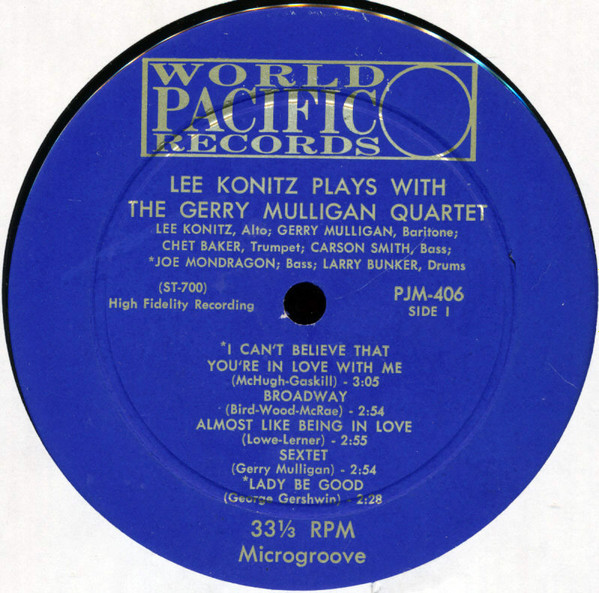 WORLD
PACIFIC
RECORDS
LEE KONITZ PLAYS WITH
THE GERRY MULLIGAN QUARTET
LEE KONITZ, Alto; GERRY MULLIGAN, Baritone;
CHET BAKER, Trumpet; CARSON SMITH, Bass;
*JOE MONDRAGON; Bass; LARRY BUNKER, Drums
(ST-700)
High Fidelity Recording
PJM-406
SIDE I
*I CAN'T BELIEVE THAT
YOU'RE IN LOVE WITH ME
(McHugh-Gaskill) - 3:05
BROADWAY
(Bird-Wood-McRae) - 2:54
ALMOST LIKE BEING IN LOVE
(Lowe-Lerner) - 2:55
SEXTET
(Gerry Mulligan) - 2:54
*LADY BE GOOD
(George Gershwin) - 2:28
33⅓ RPM
Microgroove